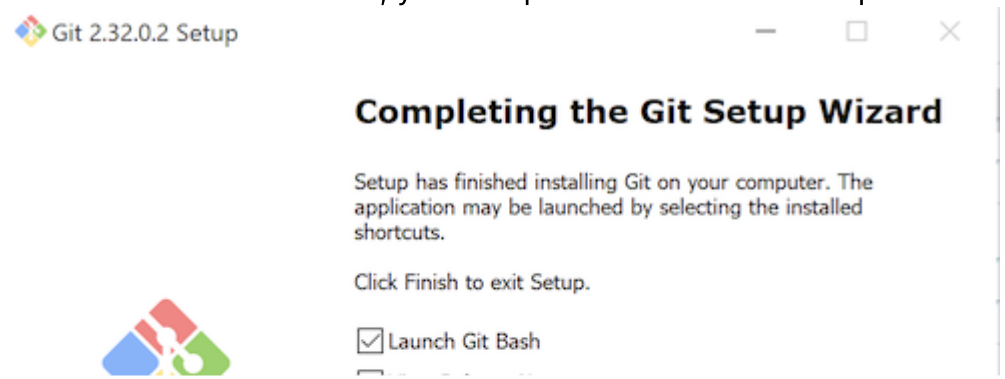 Git 2.32.0.2 Setup
Completing the Git Setup Wizard
Setup has finished installing Git on your computer. The
application may be launched by selecting the installed
shortcuts.
Click Finish to exit Setup.
Launch Git Bash